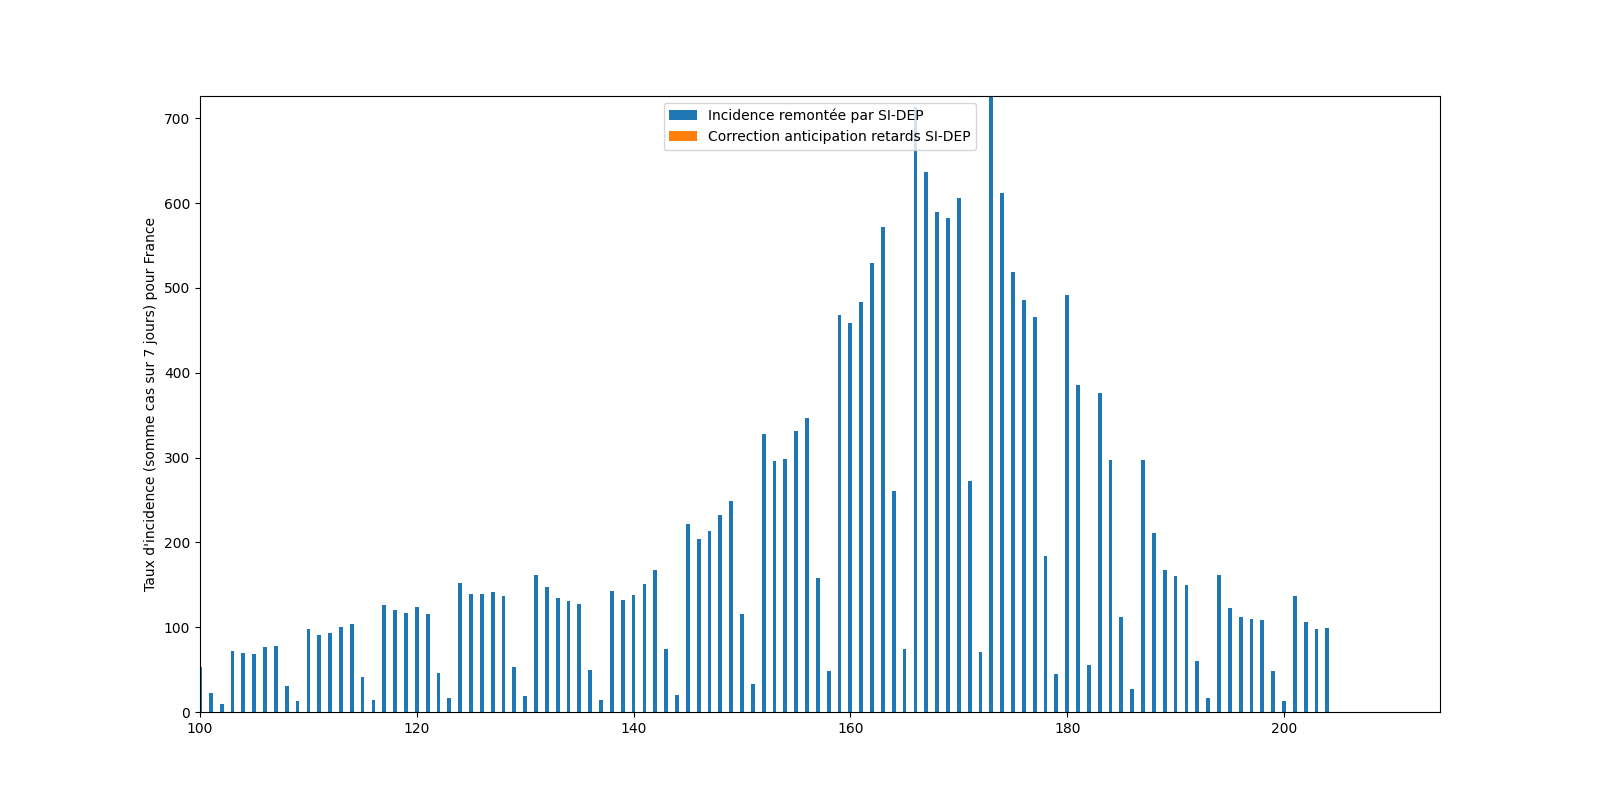 Incidence remontée par SI-DEP
Correction anticipation retards SI-DEP
Taux d'incidence (somme cas sur 7 jours) pour France
700
600
500
400
300
200
100
0
100 120 140 160 180 200